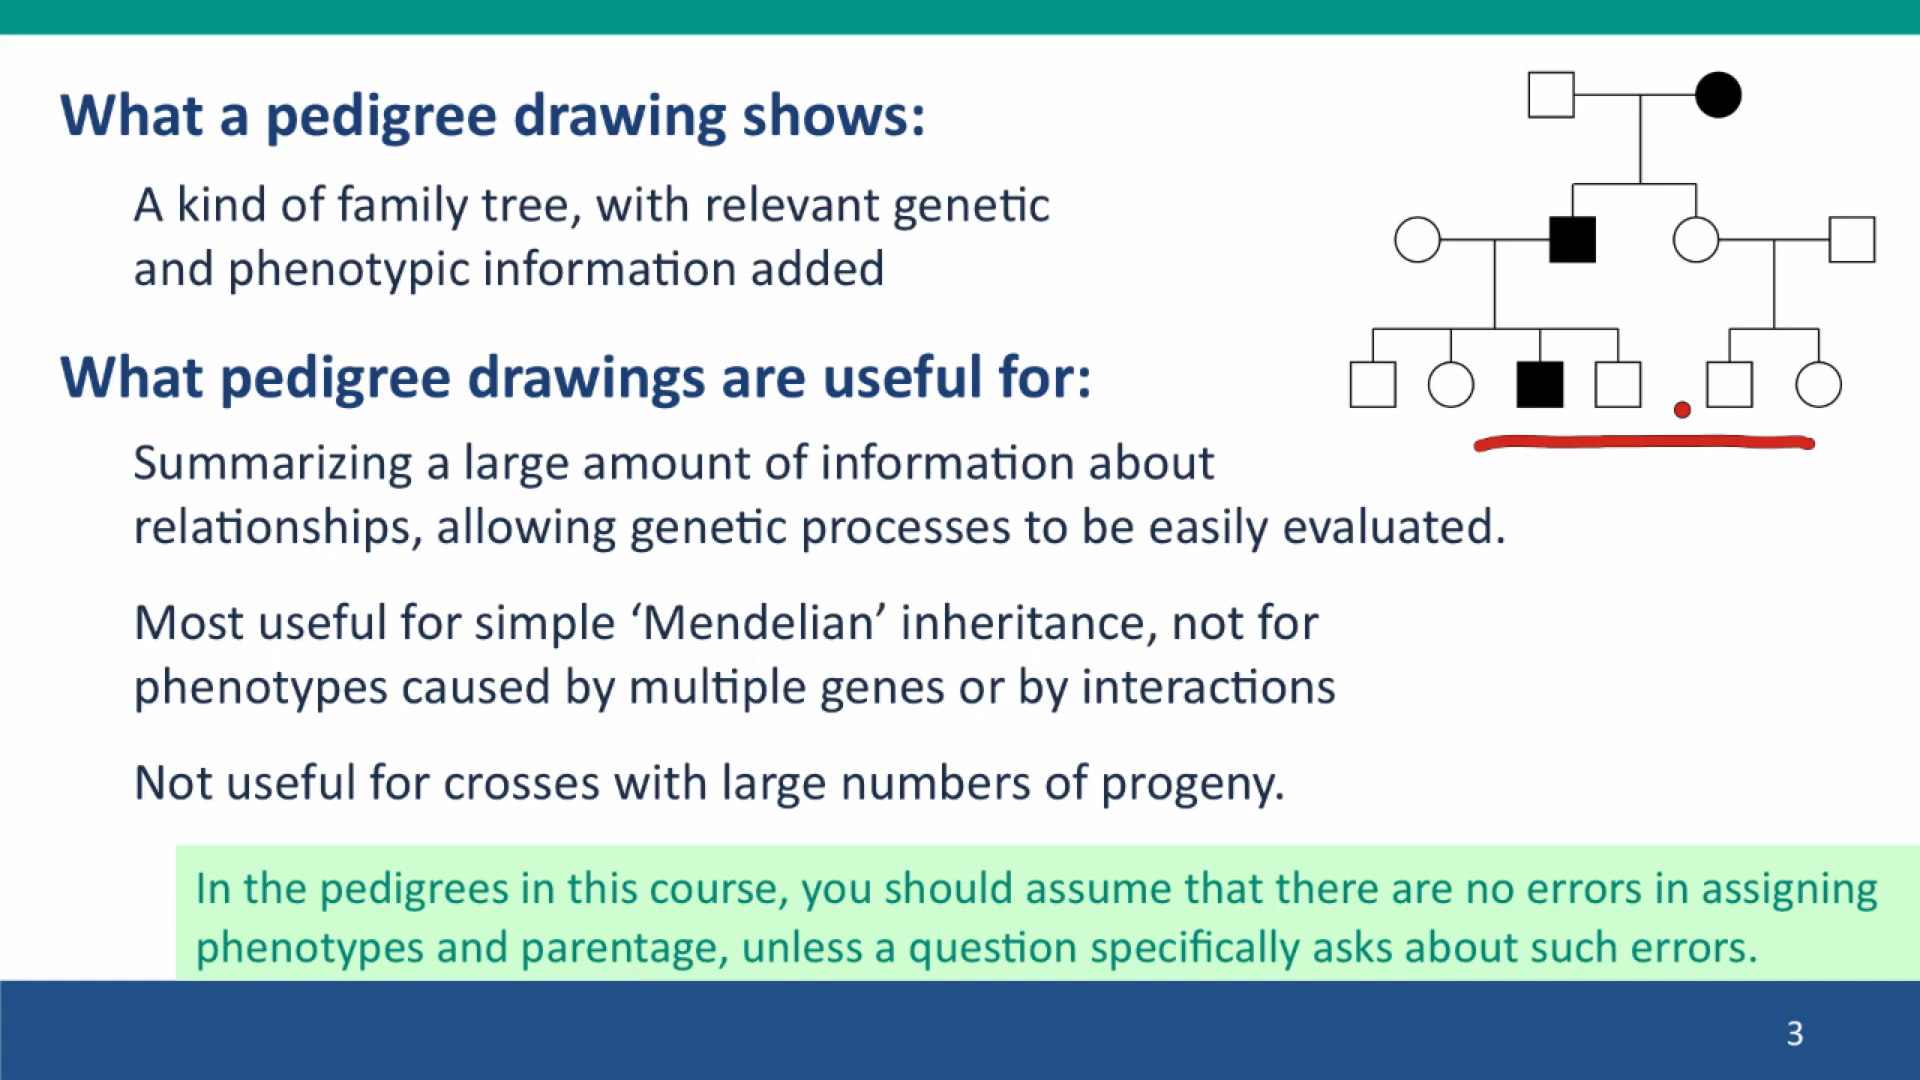 What a pedigree drawing shows:
A kind of family tree, with relevant genetic
and phenotypic information added
What pedigree drawings are useful for:
Summarizing a large amount of information about
relationships, allowing genetic processes to be easily evaluated.
Most useful for simple ‘Mendelian’ inheritance, not for
phenotypes caused by multiple genes or by interactions
Not useful for crosses with large numbers of progeny.
In the pedigrees in this course, you should assume that there are no errors in assigning
phenotypes and parentage, unless a question specifically asks about such errors.
3